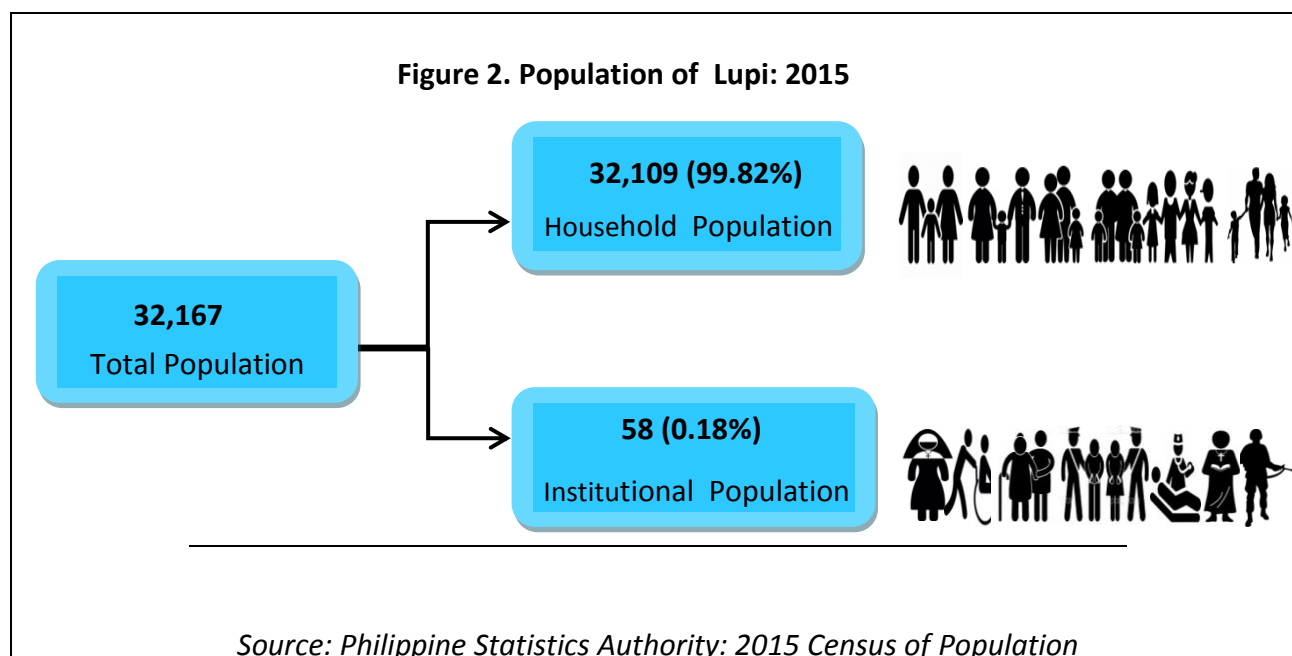 Figure 2. Population of Lupi: 2015
32,109 (99.82%)
Household Population
32,167
Total Population
58 (0.18%)
Institutional Population
Source: Philippine Statistics Authority: 2015 Census of Population